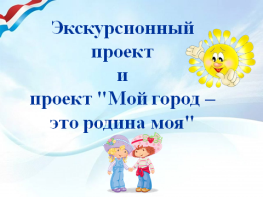 Экскурсионный
проект
и
проект "Мой город –
это родина моя"